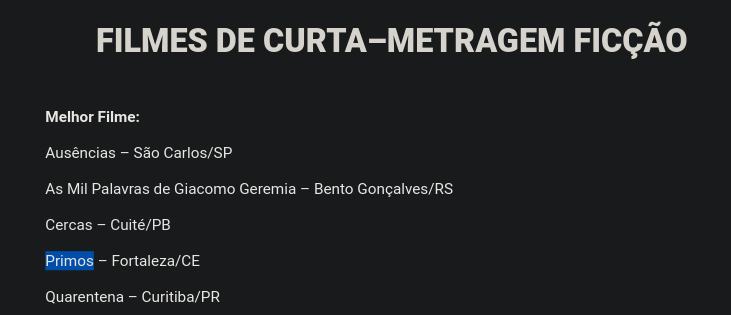 FILMES DE CURTA–METRAGEM FICÇÃO
Melhor Filme:
Ausências – São Carlos/SP
As Mil Palavras de Giacomo Geremia – Bento Gonçalves/RS
Cercas – Cuité/PB
Primos – Fortaleza/CE
Quarentena – Curitiba/PR